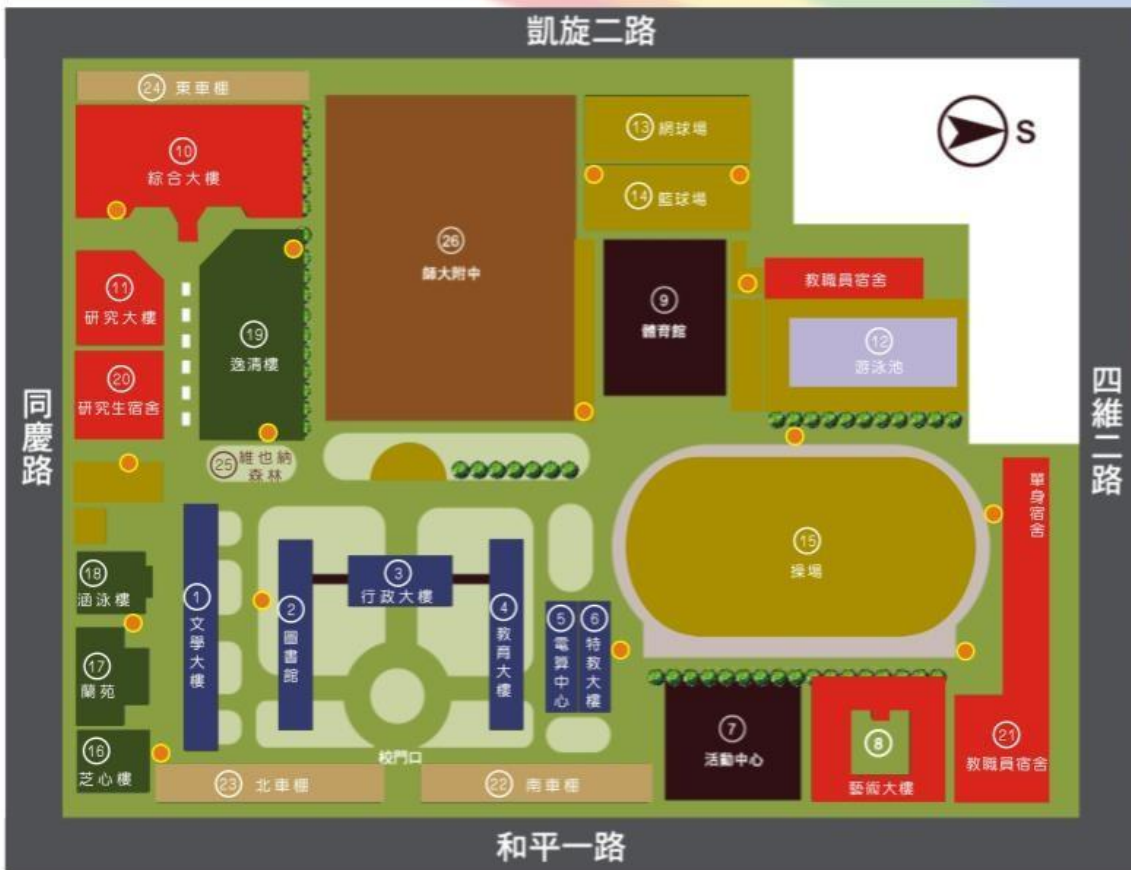 凱旋二路
24 東車棚
10
綜合大樓
13 網球場
14 籃球場
S
26
師大附中
11
研究大樓
19
逸清樓
9
體育館
教職員宿舍
12
游泳池
20
研究生宿舍
同慶路
四維二路
25 維也納
森林
單身宿舍
15
操場
18
涵泳樓
1
文學大樓
2
圖書館
3
行政大樓
4
教育大樓
5
電算中心
6
特教大樓
17
蘭苑
16
芝心樓
校門口
7
活動中心
8
藝術大樓
21
教職員宿舍
23 北車棚
22 南車棚
和平一路